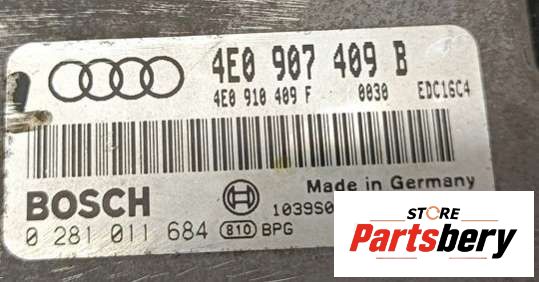 4E0 907 409 B
4E0 910 409 F 0030 EDC16C4
BOSCH
Made in Germany
1039S0
0 281 011 684 810 BPG
STORE
Partsbery